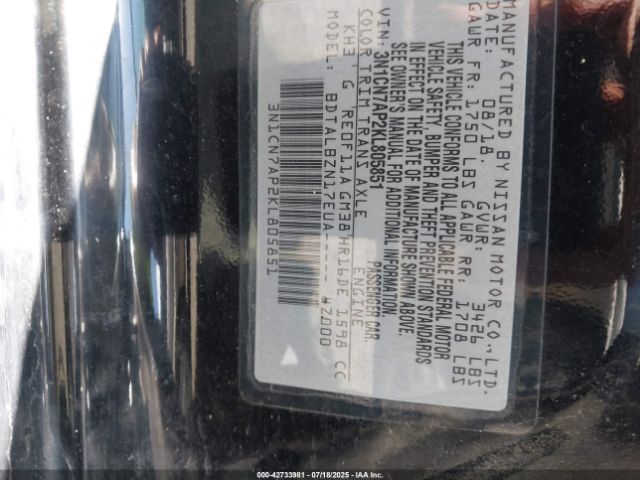 MANUFACTURED BY NISSAN MOTOR CO.,LTD.
DATE: 08/18. GVWR: 3426 LBS
GAWR FR: 1750 LBS GAWR RR: 1708 LBS
THIS VEHICLE CONFORMS TO ALL APPLICABLE FEDERAL MOTOR
VEHICLE SAFETY, BUMPER AND THEFT PREVENTION STANDARDS
IN EFFECT ON THE DATE OF MANUFACTURE SHOWN ABOVE.
SEE OWNER'S MANUAL FOR ADDITIONAL INFORMATION.
VIN: 3N1CN7AP2KL805851 PASSENGER CAR
COLOR TRIM TRANS AXLE ENGINE
KH3 G RE0F11A GM38 HR16DE 1598 CC
MODEL: BDTALBZN17EUA----- 4Z000
3N1CN7AP2KL805851
000-42733981 - 07/18/2025 - IAA Inc.